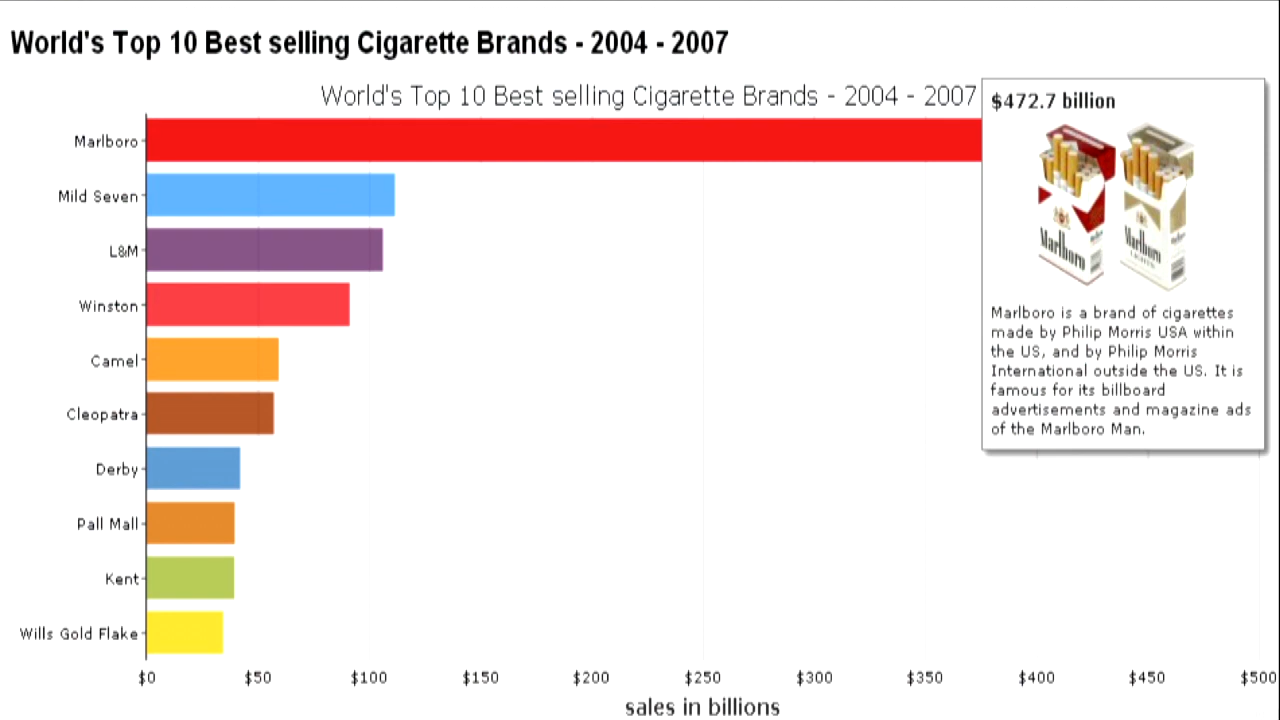 World's Top 10 Best selling Cigarette Brands - 2004 - 2007
World's Top 10 Best selling Cigarette Brands - 2004 - 2007
$472.7 billion
Marlboro
Marlboro
Marlboro is a brand of cigarettes
made by Philip Morris USA within
the US, and by Philip Morris
International outside the US. It is
famous for its billboard
advertisements and magazine ads
of the Marlboro Man.
Marlboro
Mild Seven
L&M
Winston
Camel
Cleopatra
Derby
Pall Mall
Kent
Wills Gold Flake
$0 $50 $100 $150 $200 $250 $300 $350 $400 $450 $500
sales in billions